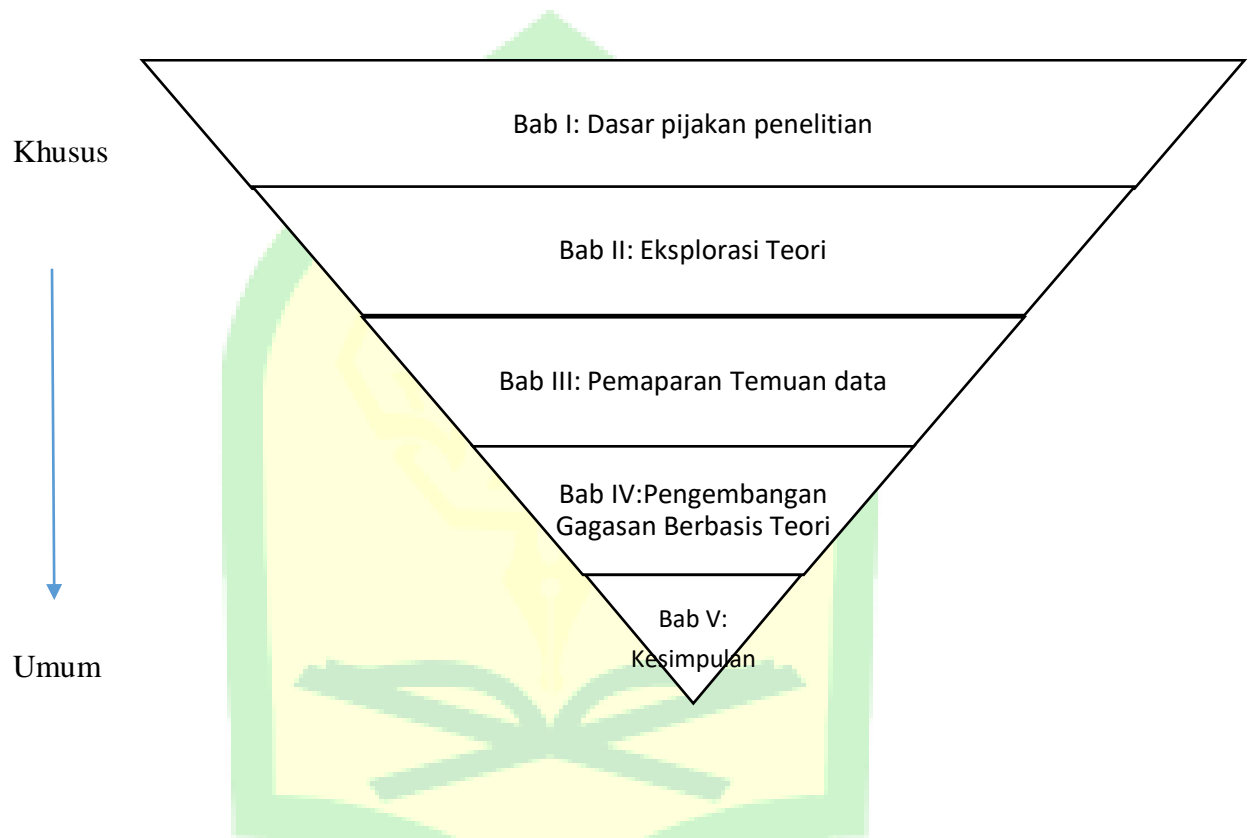 Bab I: Dasar pijakan penelitian
Khusus
Bab II: Eksplorasi Teori
Bab III: Pemaparan Temuan data
Bab IV:Pengembangan
Gagasan Berbasis Teori
Bab V:
Kesimpulan
Umum